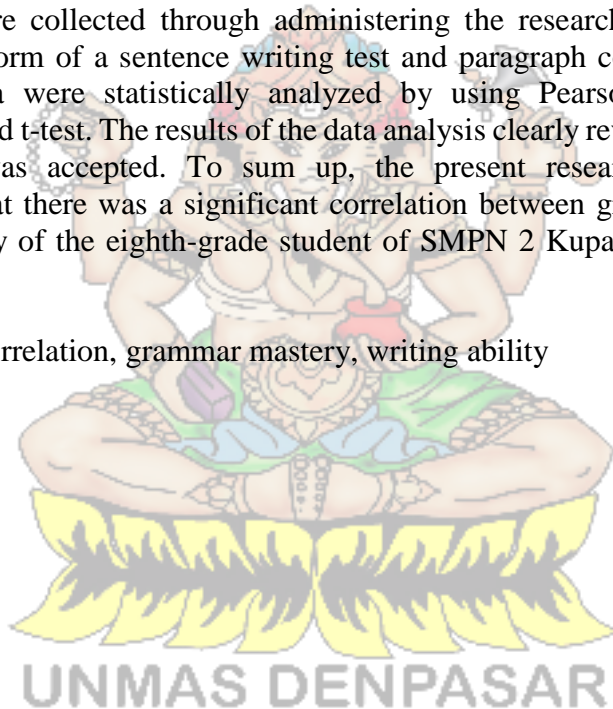 re collected through administering the research
orm of a sentence writing test and paragraph c
a were statistically analyzed by using Pearso
d t-test. The results of the data analysis clearly re
as accepted. To sum up, the present resear
at there was a significant correlation between g
y of the eighth-grade student of SMPN 2 Kupa
rrelation, grammar mastery, writing ability
UNMAS DENPASAR